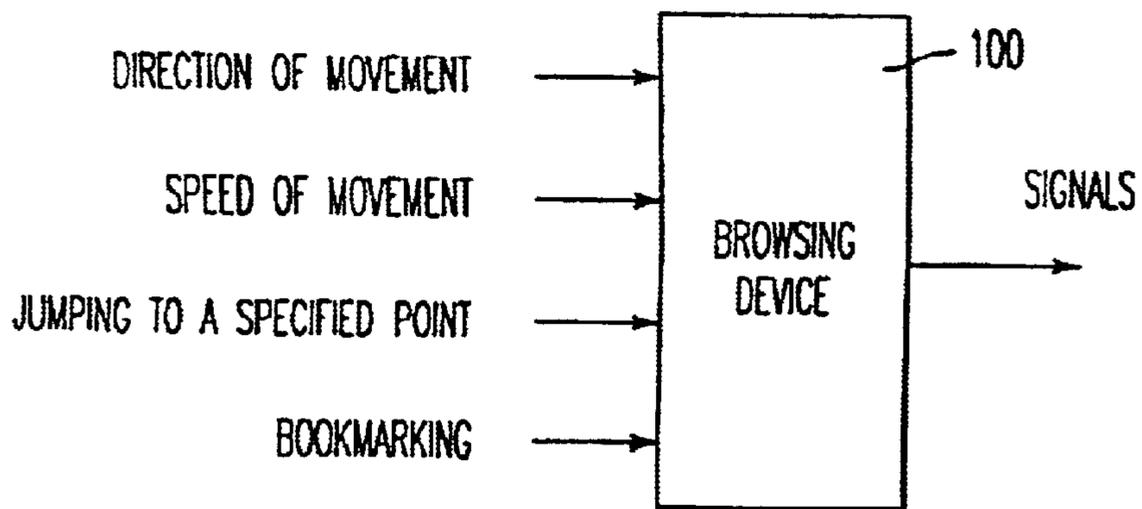 DIRECTION OF MOVEMENT
100
SPEED OF MOVEMENT
SIGNALS
BROWSING
DEVICE
JUMPING TO A SPECIFIED POINT
BOOKMARKING